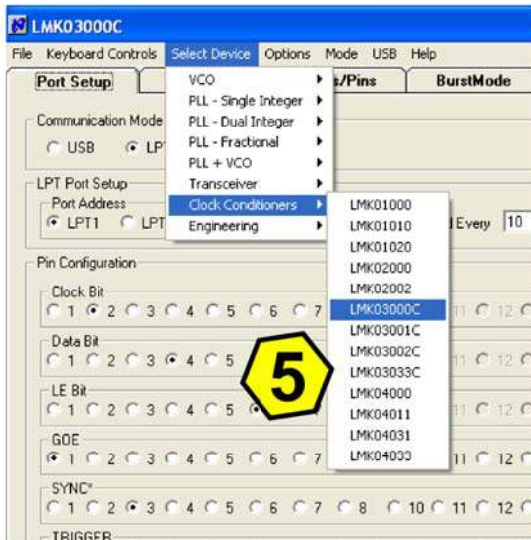 LMK03000C
File Keyboard Controls Select Device Options Mode USB Help
Port Setup s/Pins BurstMode
VCO
PLL - Single Integer
PLL - Dual Integer
PLL - Fractional
PLL + VCO
Transceiver
Clock Conditioners
Engineering
Communication Mode
USB LP
LPT Port Setup
Port Address
LPT1 LPT Every 10
LMK01000
LMK01010
LMK01020
LMK02000
LMK02002
LMK03000C
LMK03001C
LMK03002C
LMK03033C
LMK04000
LMK04011
LMK04031
LMK04033
Pin Configuration
Clock Bit
1 2 3 4 5 6 7 11 12
Data Bit
1 2 3 4 5 11 12
5
LE Bit
1 2 3 4 5 11 12
GOE
1 2 3 4 5 6 7 11 12
SYNC*
1 2 3 4 5 6 7 8 10 11 12
TRIGGER